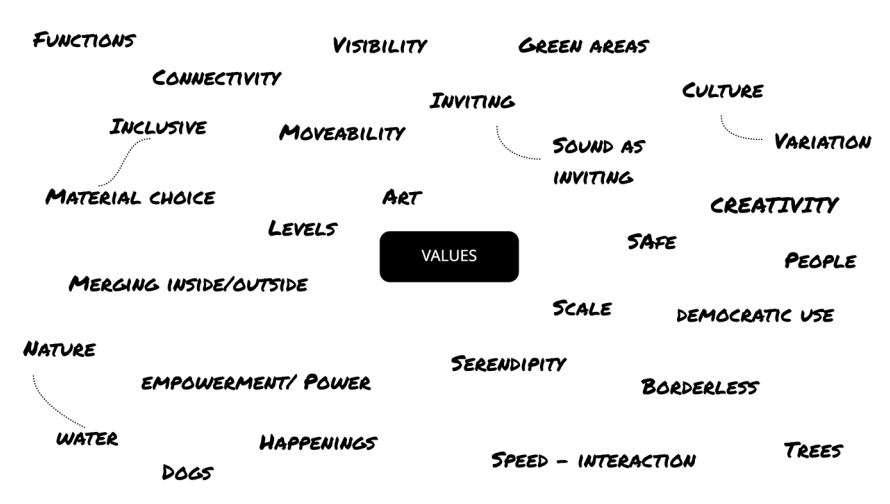 Functions
Visibility
Green areas
Connectivity
Inviting
Culture
Inclusive
Moveability
Sound as
inviting
Variation
Material choice
Art
Creativity
Levels
Safe
VALUES
People
Merging inside/outside
Scale
democratic use
Nature
Serendipity
empowerment/ Power
Borderless
water
Happenings
Trees
Speed - interaction
Dogs